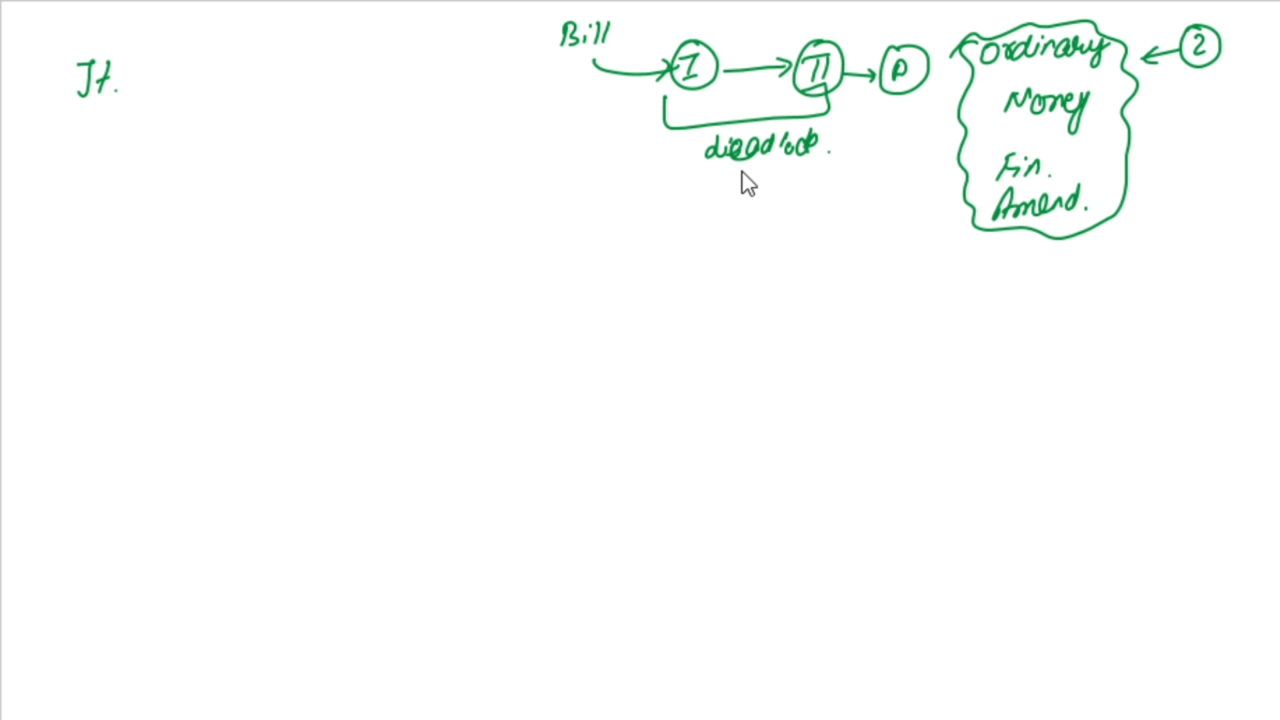 Jt.
Bill
I
II
P
deadlock.
Ordinary
Money
Fin.
Amend.
2